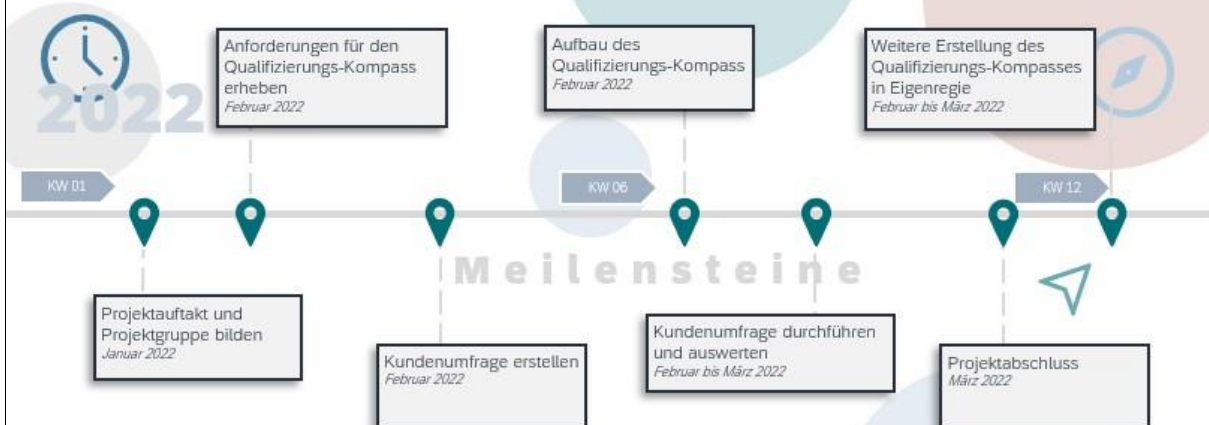 2022
Anforderungen für den
Qualifizierungs-Kompass
erheben
Februar 2022
Aufbau des
Qualifizierungs-Kompass
Februar 2022
Weitere Erstellung des
Qualifizierungs-Kompasses
in Eigenregie
Februar bis März 2022
KW 01
KW 06
KW 12
Meilensteine
Projektauftakt und
Projektgruppe bilden
Januar 2022
Kundenumfrage erstellen
Februar 2022
Kundenumfrage durchführen
und auswerten
Februar bis März 2022
Projektabschluss
März 2022